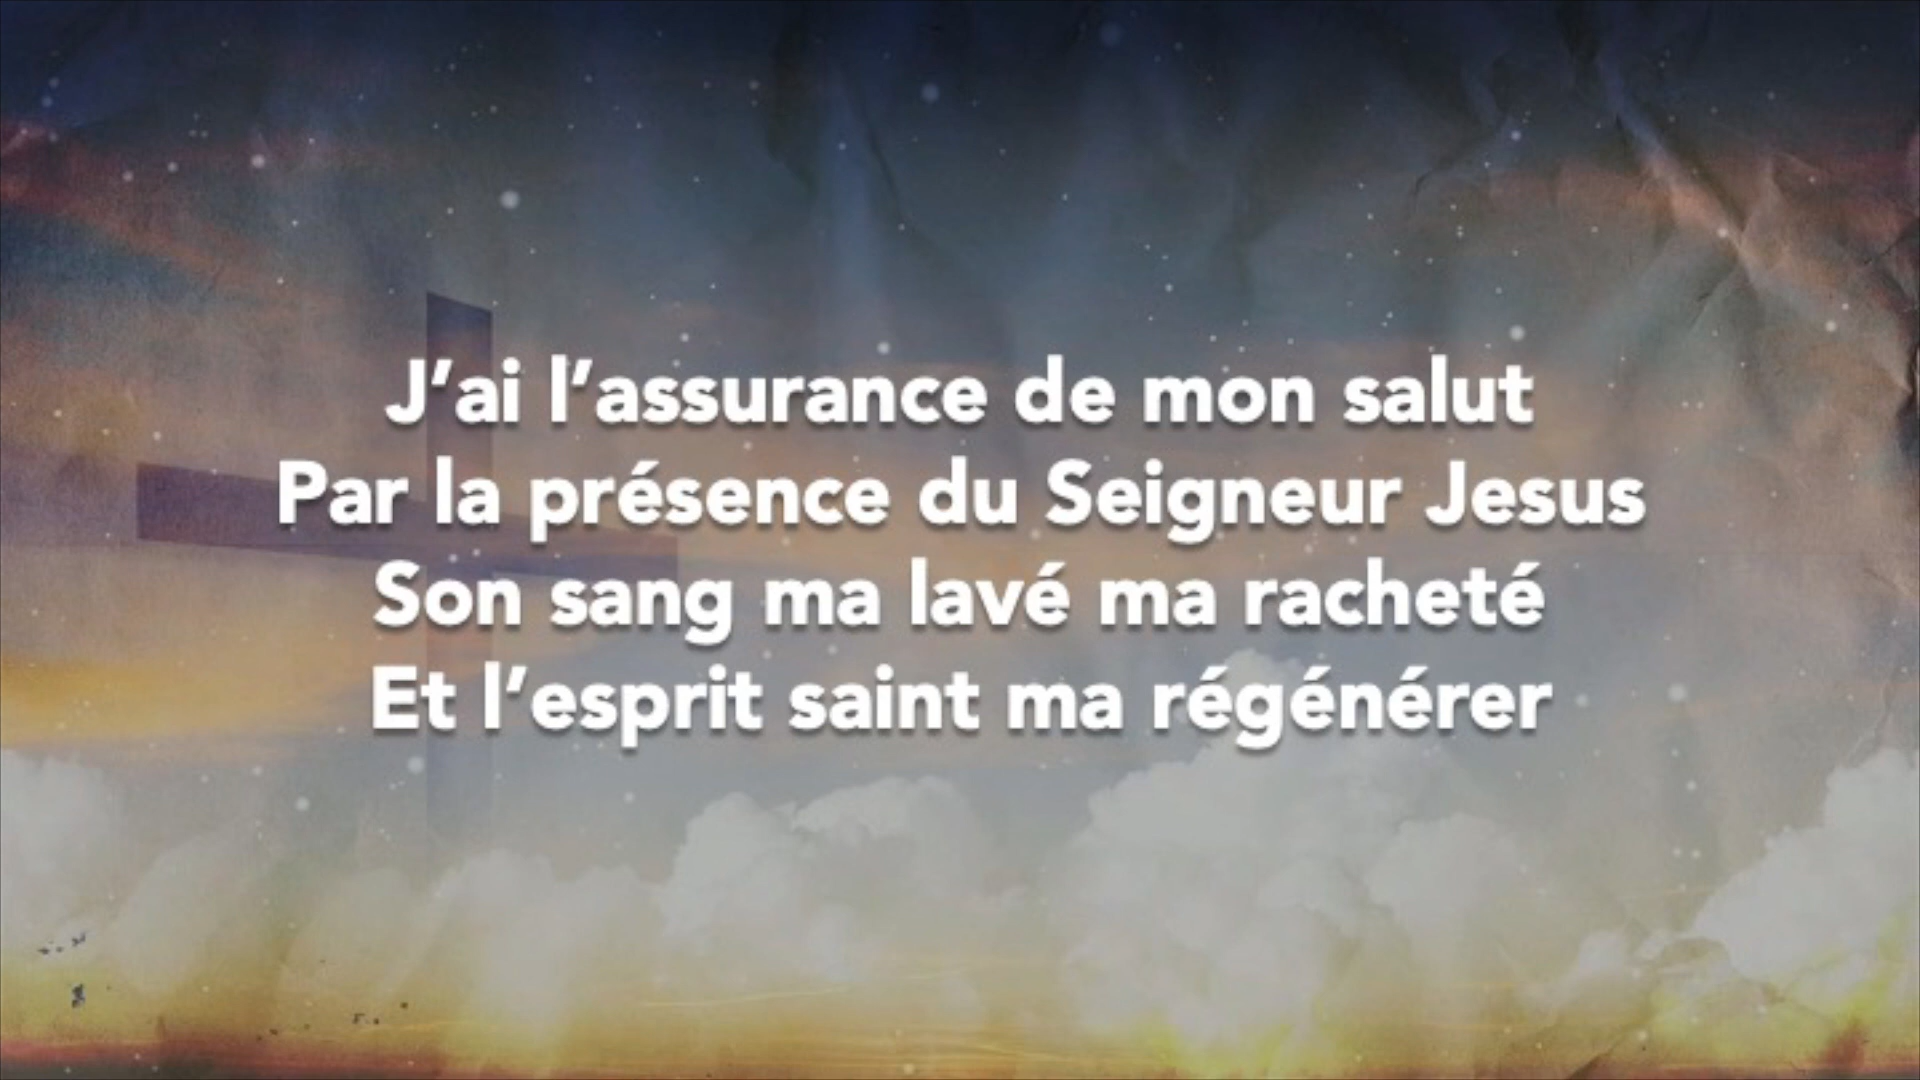 J’ai l’assurance de mon salut
Par la présence du Seigneur Jesus
Son sang ma lavé ma racheté
Et l’esprit saint ma régénérer